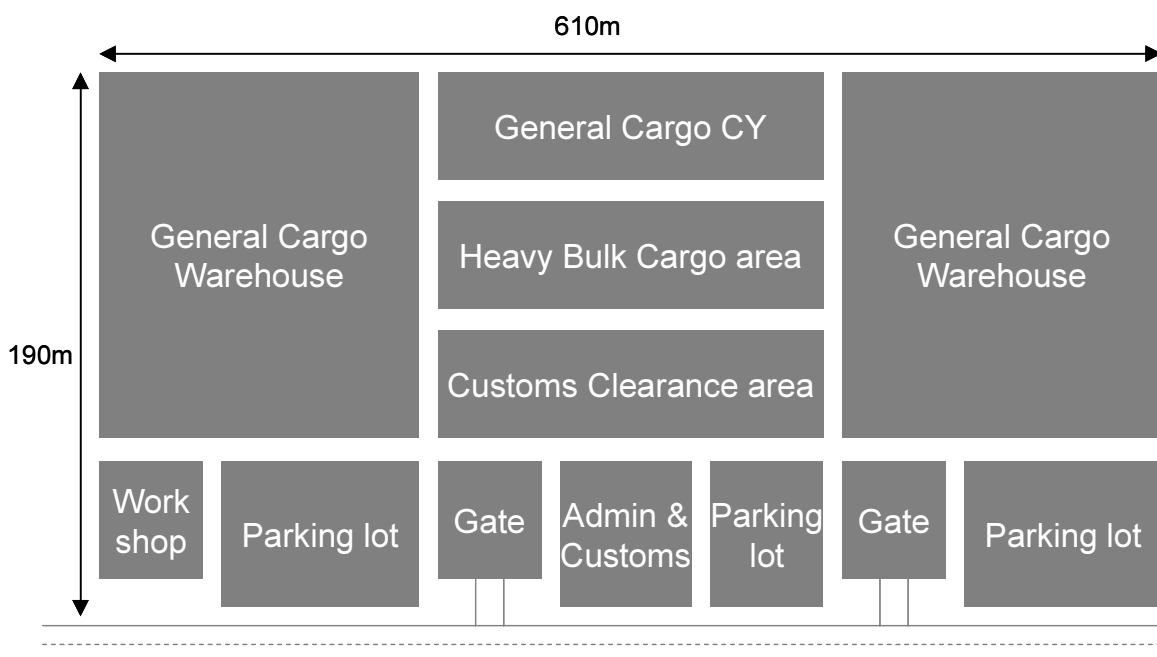 610m
General Cargo CY
General Cargo
Warehouse
Heavy Bulk Cargo area
General Cargo
Warehouse
190m
Customs Clearance area
Work
shop
Parking lot
Gate
Admin &
Customs
Parking
lot
Gate
Parking lot